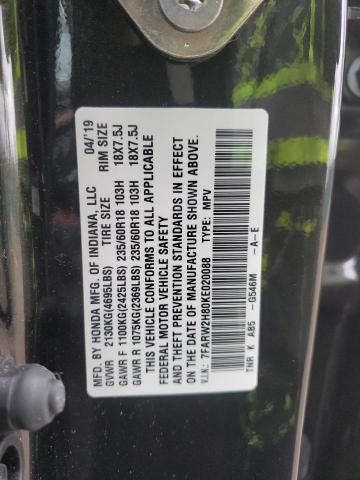 MFD. BY HONDA MFG. OF INDIANA, LLC 04/'19
GVWR 2130KG(4695LBS) TIRE SIZE RIM SIZE
GAWR F 1100KG(2425LBS) 235/60R18 103H 18X7.5J
GAWR R 1075KG(2369LBS) 235/60R18 103H 18X7.5J
THIS VEHICLE CONFORMS TO ALL APPLICABLE
FEDERAL MOTOR VEHICLE SAFETY
AND THEFT PREVENTION STANDARDS IN EFFECT
ON THE DATE OF MANUFACTURE SHOWN ABOVE.
V.I.N.: 7FARW2H80KE020088 TYPE: MPV
TNR K A85 -G546M -A-E